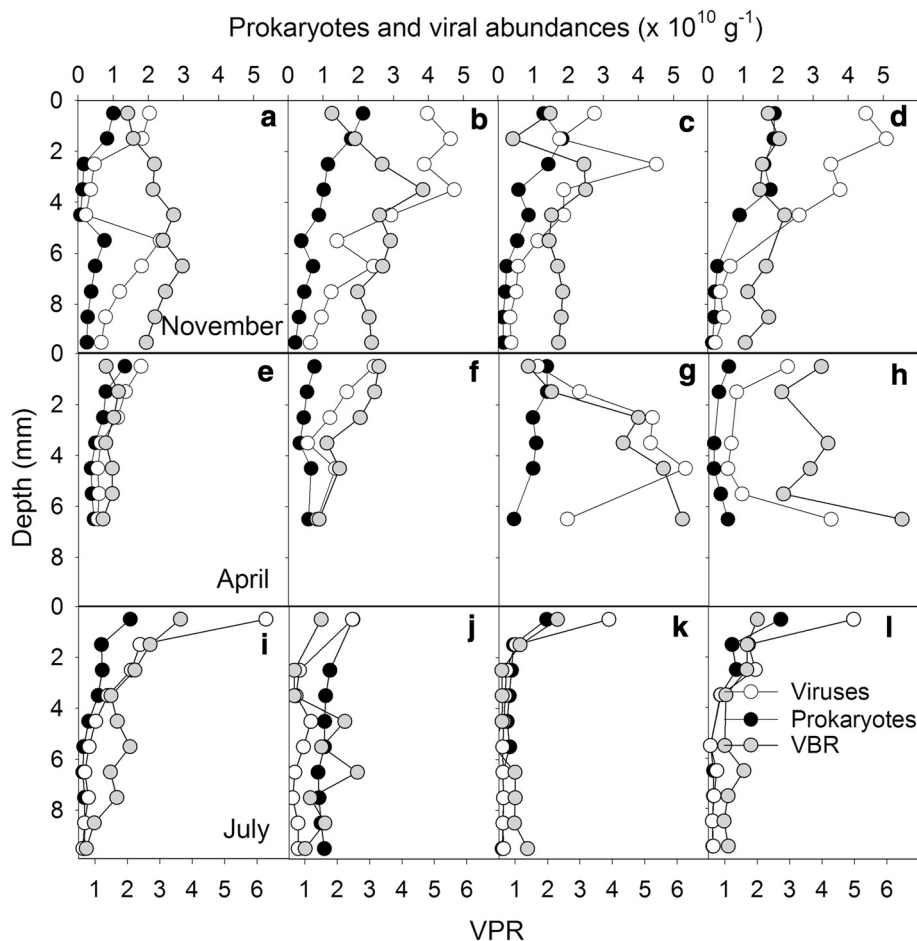 Prokaryotes and viral abundances (x 10¹⁰ g⁻¹)
0 1 2 3 4 5 6 0 1 2 3 4 5 0 1 2 3 4 5 0 1 2 3 4 5
0
2
4
6
8
a
b
c
d
November
0
2
4
6
8
e
f
g
h
April
Depth (mm)
0
2
4
6
8
i
j
k
l
Viruses
Prokaryotes
VBR
July
1 2 3 4 5 6 1 2 3 4 5 6 1 2 3 4 5 6 1 2 3 4 5 6
VPR